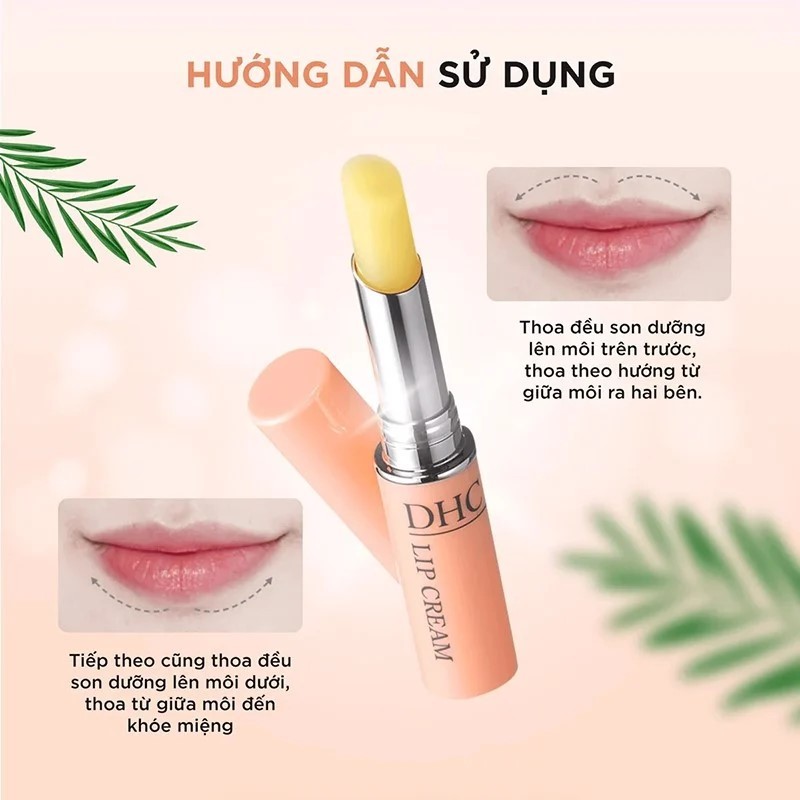 HƯỚNG DẪN SỬ DỤNG
Thoa đều son dưỡng
lên môi trên trước,
thoa theo hướng từ
giữa môi ra hai bên.
DHC
LIP CREAM
Tiếp theo cũng thoa đều
son dưỡng lên môi dưới,
thoa từ giữa môi đến
khóe miệng